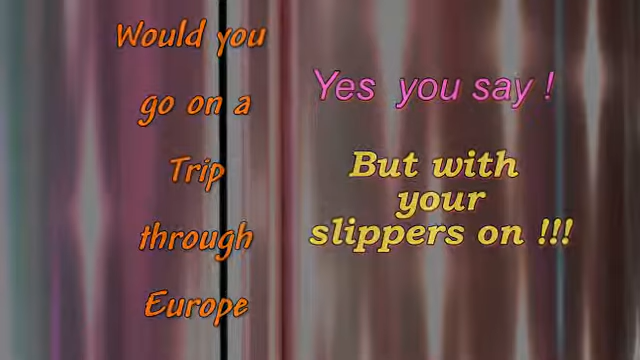 Would you
go on a
Trip
through
Europe
Yes you say !
But with
your
slippers on !!!